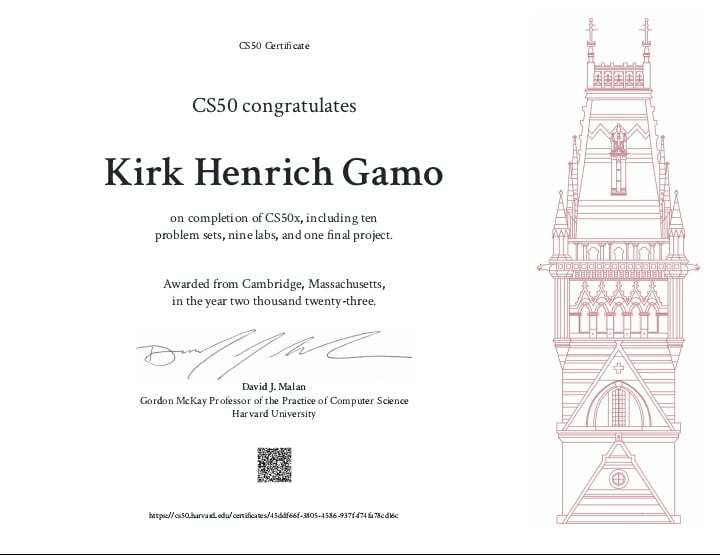 CS50 Certificate
CS50 congratulates
Kirk Henrich Gamo
on completion of CS50x, including ten
problem sets, nine labs, and one final project.
Awarded from Cambridge, Massachusetts,
in the year two thousand twenty-three.
David J. Malan
Gordon McKay Professor of the Practice of Computer Science
Harvard University
https://cs50.harvard.edu/certificates/45ddf66f-3805-4586-937f-f74fa78cd16c